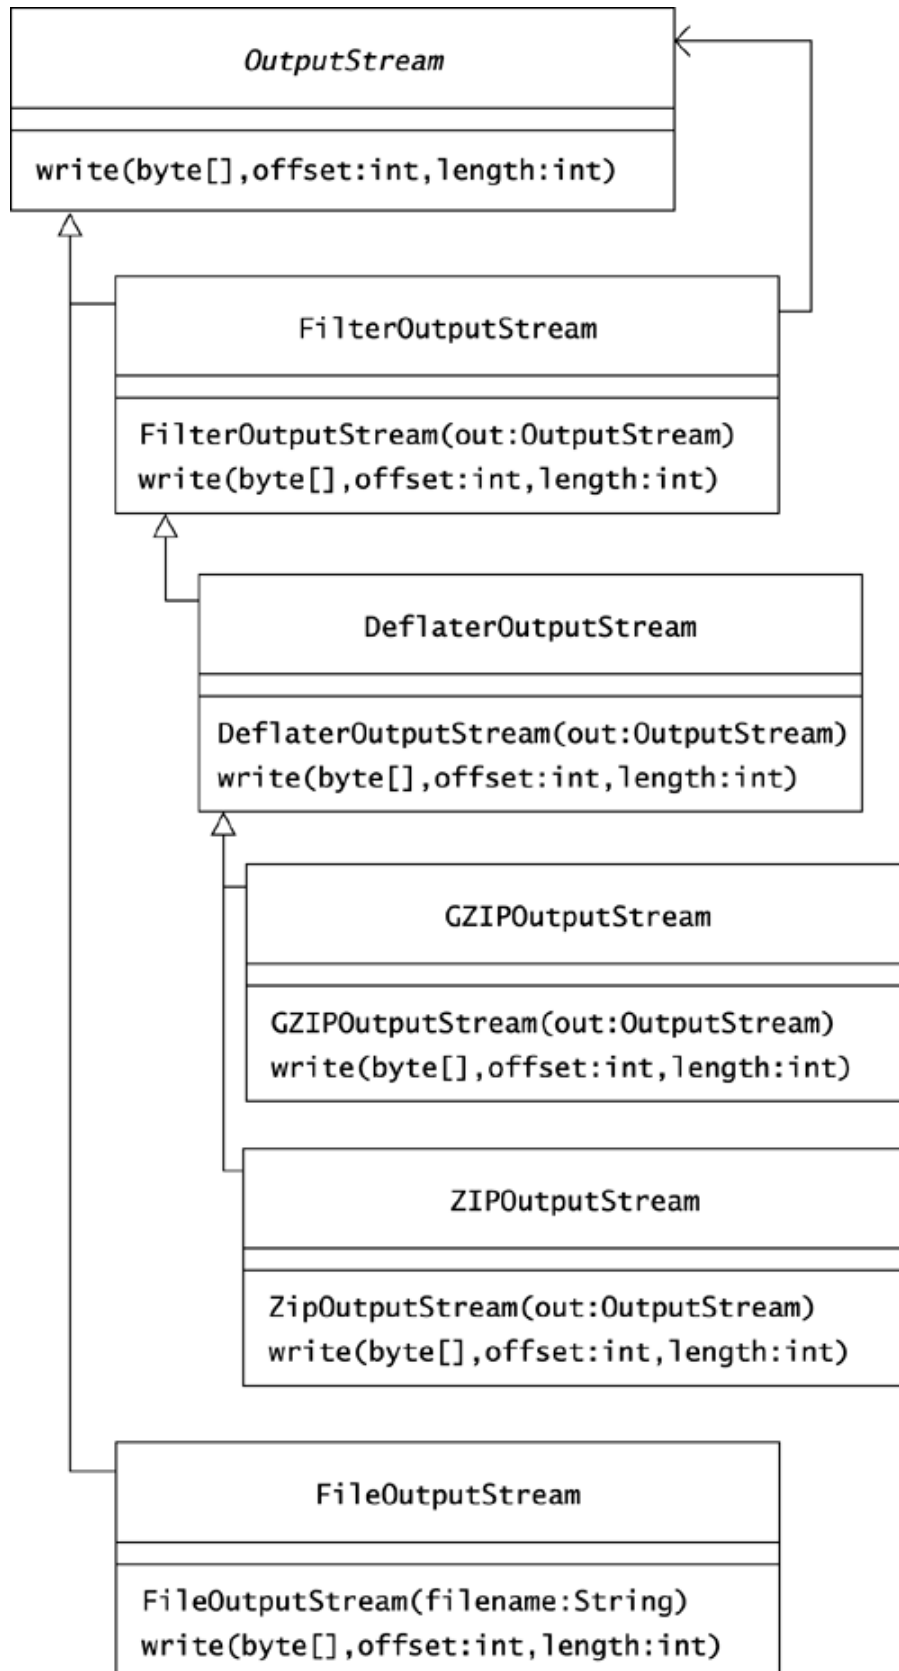 OutputStream
write(byte[],offset:int,length:int)
FilterOutputStream
FilterOutputStream(out:OutputStream)
write(byte[],offset:int,length:int)
DeflaterOutputStream
DeflaterOutputStream(out:OutputStream)
write(byte[],offset:int,length:int)
GZIPOutputStream
GZIPOutputStream(out:OutputStream)
write(byte[],offset:int,length:int)
ZIPOutputStream
ZipOutputStream(out:OutputStream)
write(byte[],offset:int,length:int)
FileOutputStream
FileOutputStream(filename:String)
write(byte[],offset:int,length:int)